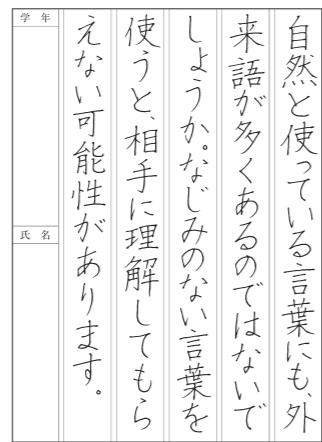 自然と使っている言葉にも、外
来語が多くあるのではないで
しょうか。なじみのない言葉を
使うと、相手に理解してもら
えない可能性があります。
学年
氏名